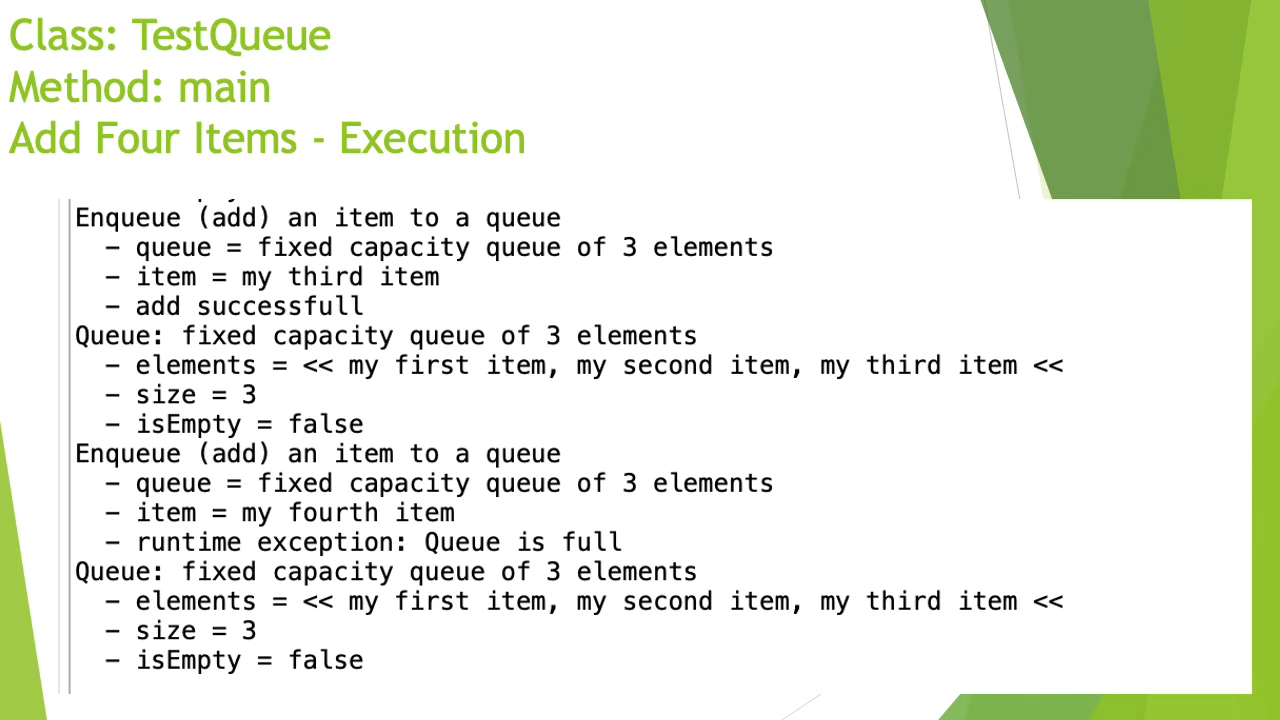 Class: TestQueue
Method: main
Add Four Items - Execution
Enqueue (add) an item to a queue
– queue = fixed capacity queue of 3 elements
– item = my third item
– add successfull
Queue: fixed capacity queue of 3 elements
– elements = << my first item, my second item, my third item <<
– size = 3
– isEmpty = false
Enqueue (add) an item to a queue
– queue = fixed capacity queue of 3 elements
– item = my fourth item
– runtime exception: Queue is full
Queue: fixed capacity queue of 3 elements
– elements = << my first item, my second item, my third item <<
– size = 3
– isEmpty = false